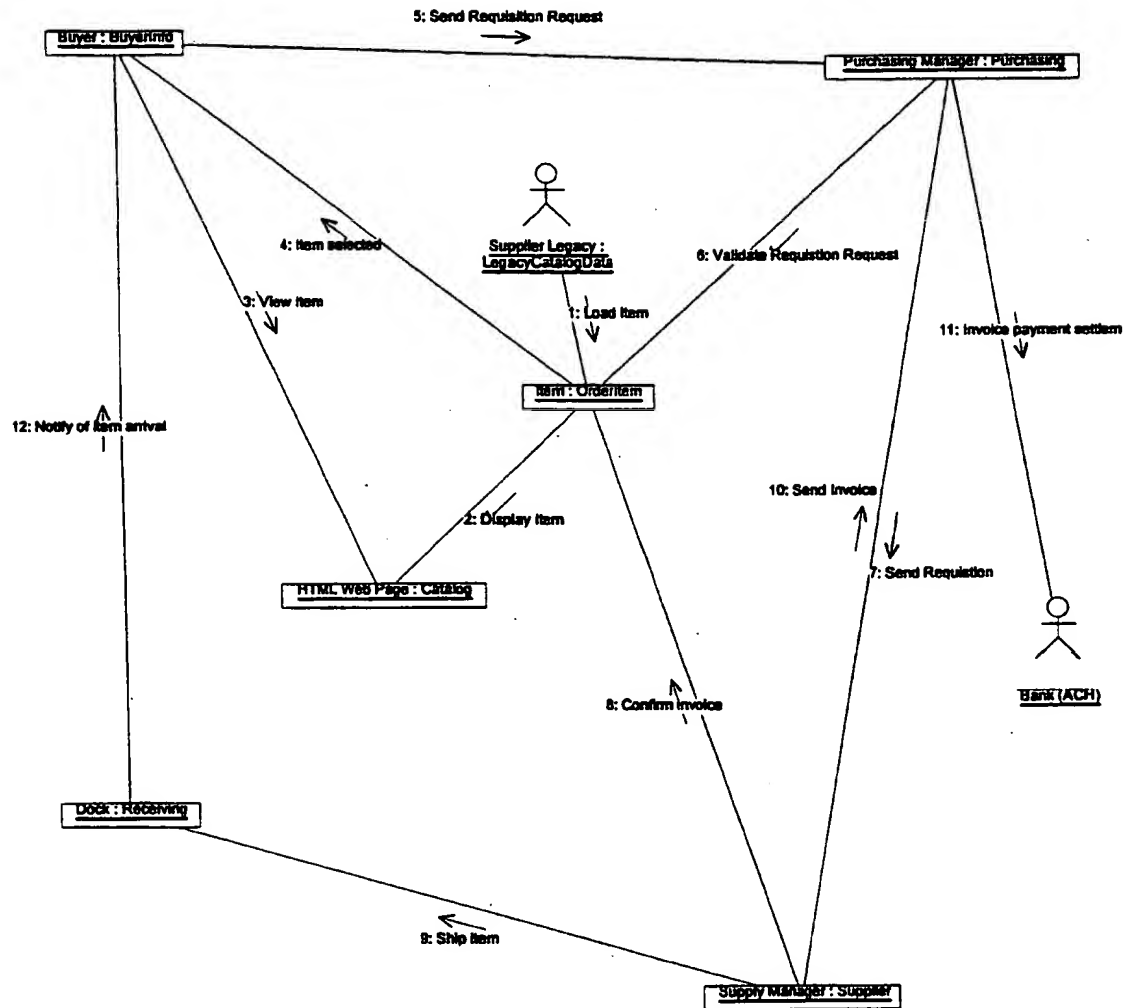 5: Send Requisition Request
Buyer : BuyerInfo
Purchasing Manager : Purchasing
4: Item selected
Supplier Legacy :
LegacyCatalogData
6: Validate Requistion Request
3: View Item
1: Load Item
11: Invoice payment settlem
Item : OrderItem
12: Notify of item arrival
10: Send Invoice
2: Display Item
7: Send Requistion
HTML Web Page : Catalog
Bank (ACH)
8: Confirm invoice
Dock : Receiving
9: Ship Item
Supply Manager : Supplier